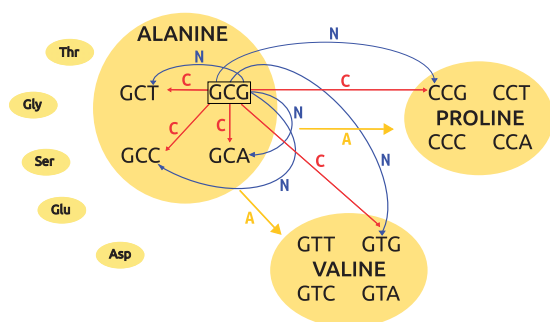 ALANINE
N
N
Thr
GCT
C
GCG
C
CCG CCT
Gly
N
PROLINE
C
C
A
CCC CCA
GCC
GCA
Ser
C
N
N
Glu
A
GTT GTG
Asp
VALINE
GTC GTA